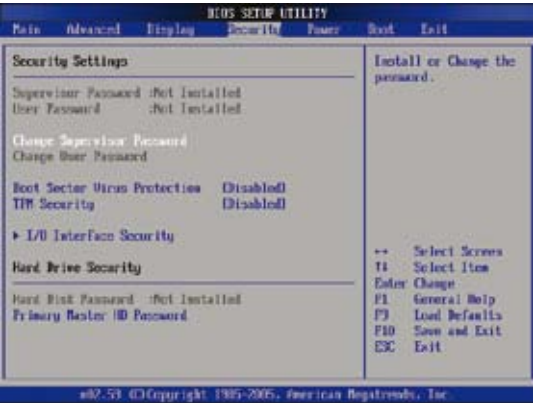 BIOS SETUP UTILITY
Main Advanced Display Security Power Boot Exit
Security Settings
Supervisor Password :Not Installed
User Password :Not Installed
Change Supervisor Password
Change User Password
Boot Sector Virus Protection [Disabled]
TPM Security [Disabled]
▸ I/O Interface Security
Hard Drive Security
Hard Disk Password :Not Installed
Primary Master HD Password
Install or Change the
password.
↔ Select Screen
↑↓ Select Item
Enter Change
F1 General Help
F9 Load Defaults
F10 Save and Exit
ESC Exit
v02.59 (C)Copyright 1985-2005, American Megatrends, Inc.